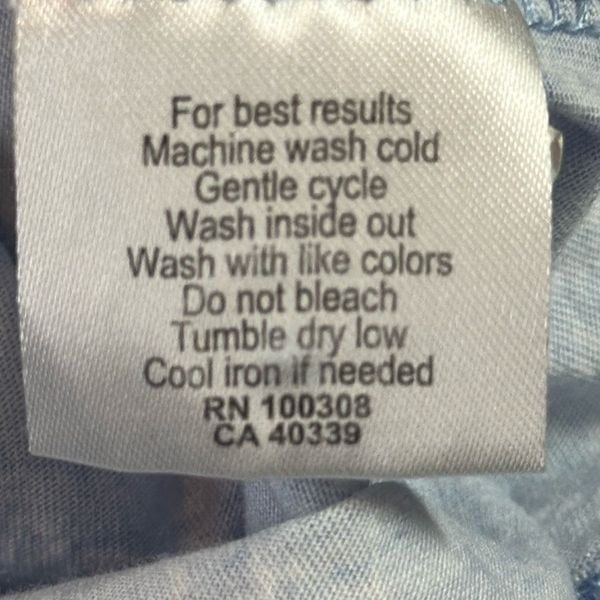 For best results
Machine wash cold
Gentle cycle
Wash inside out
Wash with like colors
Do not bleach
Tumble dry low
Cool iron if needed
RN 100308
CA 40339